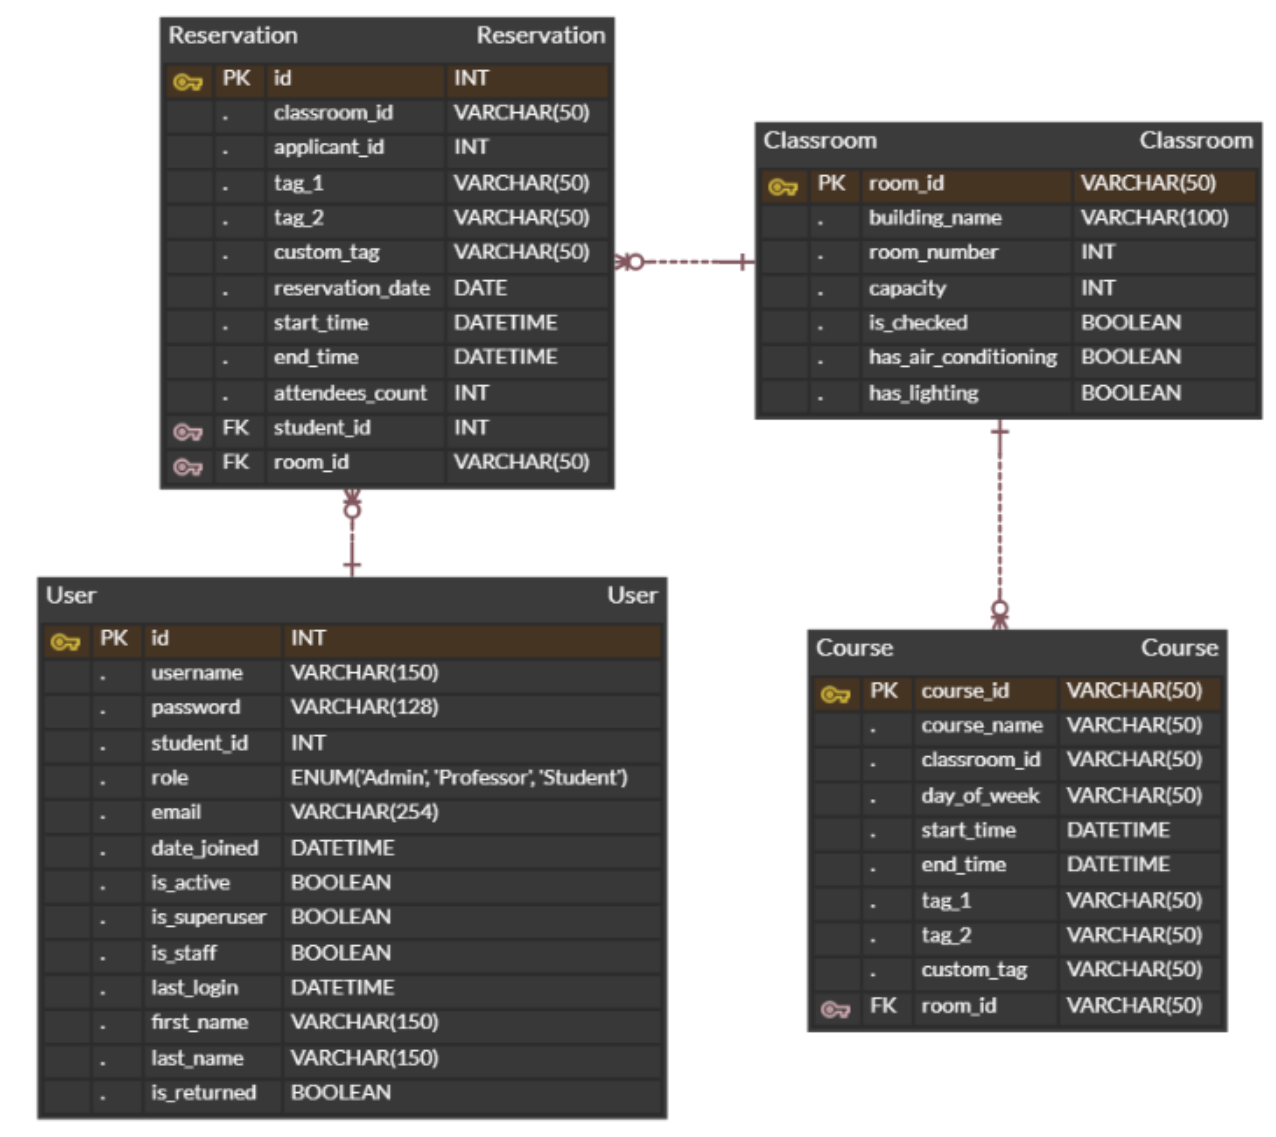 Reservation Reservation
PK id INT
. classroom_id VARCHAR(50)
. applicant_id INT
. tag_1 VARCHAR(50)
. tag_2 VARCHAR(50)
. custom_tag VARCHAR(50)
. reservation_date DATE
. start_time DATETIME
. end_time DATETIME
. attendees_count INT
FK student_id INT
FK room_id VARCHAR(50)
Classroom Classroom
PK room_id VARCHAR(50)
. building_name VARCHAR(100)
. room_number INT
. capacity INT
. is_checked BOOLEAN
. has_air_conditioning BOOLEAN
. has_lighting BOOLEAN
User User
PK id INT
. username VARCHAR(150)
. password VARCHAR(128)
. student_id INT
. role ENUM('Admin', 'Professor', 'Student')
. email VARCHAR(254)
. date_joined DATETIME
. is_active BOOLEAN
. is_superuser BOOLEAN
. is_staff BOOLEAN
. last_login DATETIME
. first_name VARCHAR(150)
. last_name VARCHAR(150)
. is_returned BOOLEAN
Course Course
PK course_id VARCHAR(50)
. course_name VARCHAR(50)
. classroom_id VARCHAR(50)
. day_of_week VARCHAR(50)
. start_time DATETIME
. end_time DATETIME
. tag_1 VARCHAR(50)
. tag_2 VARCHAR(50)
. custom_tag VARCHAR(50)
FK room_id VARCHAR(50)